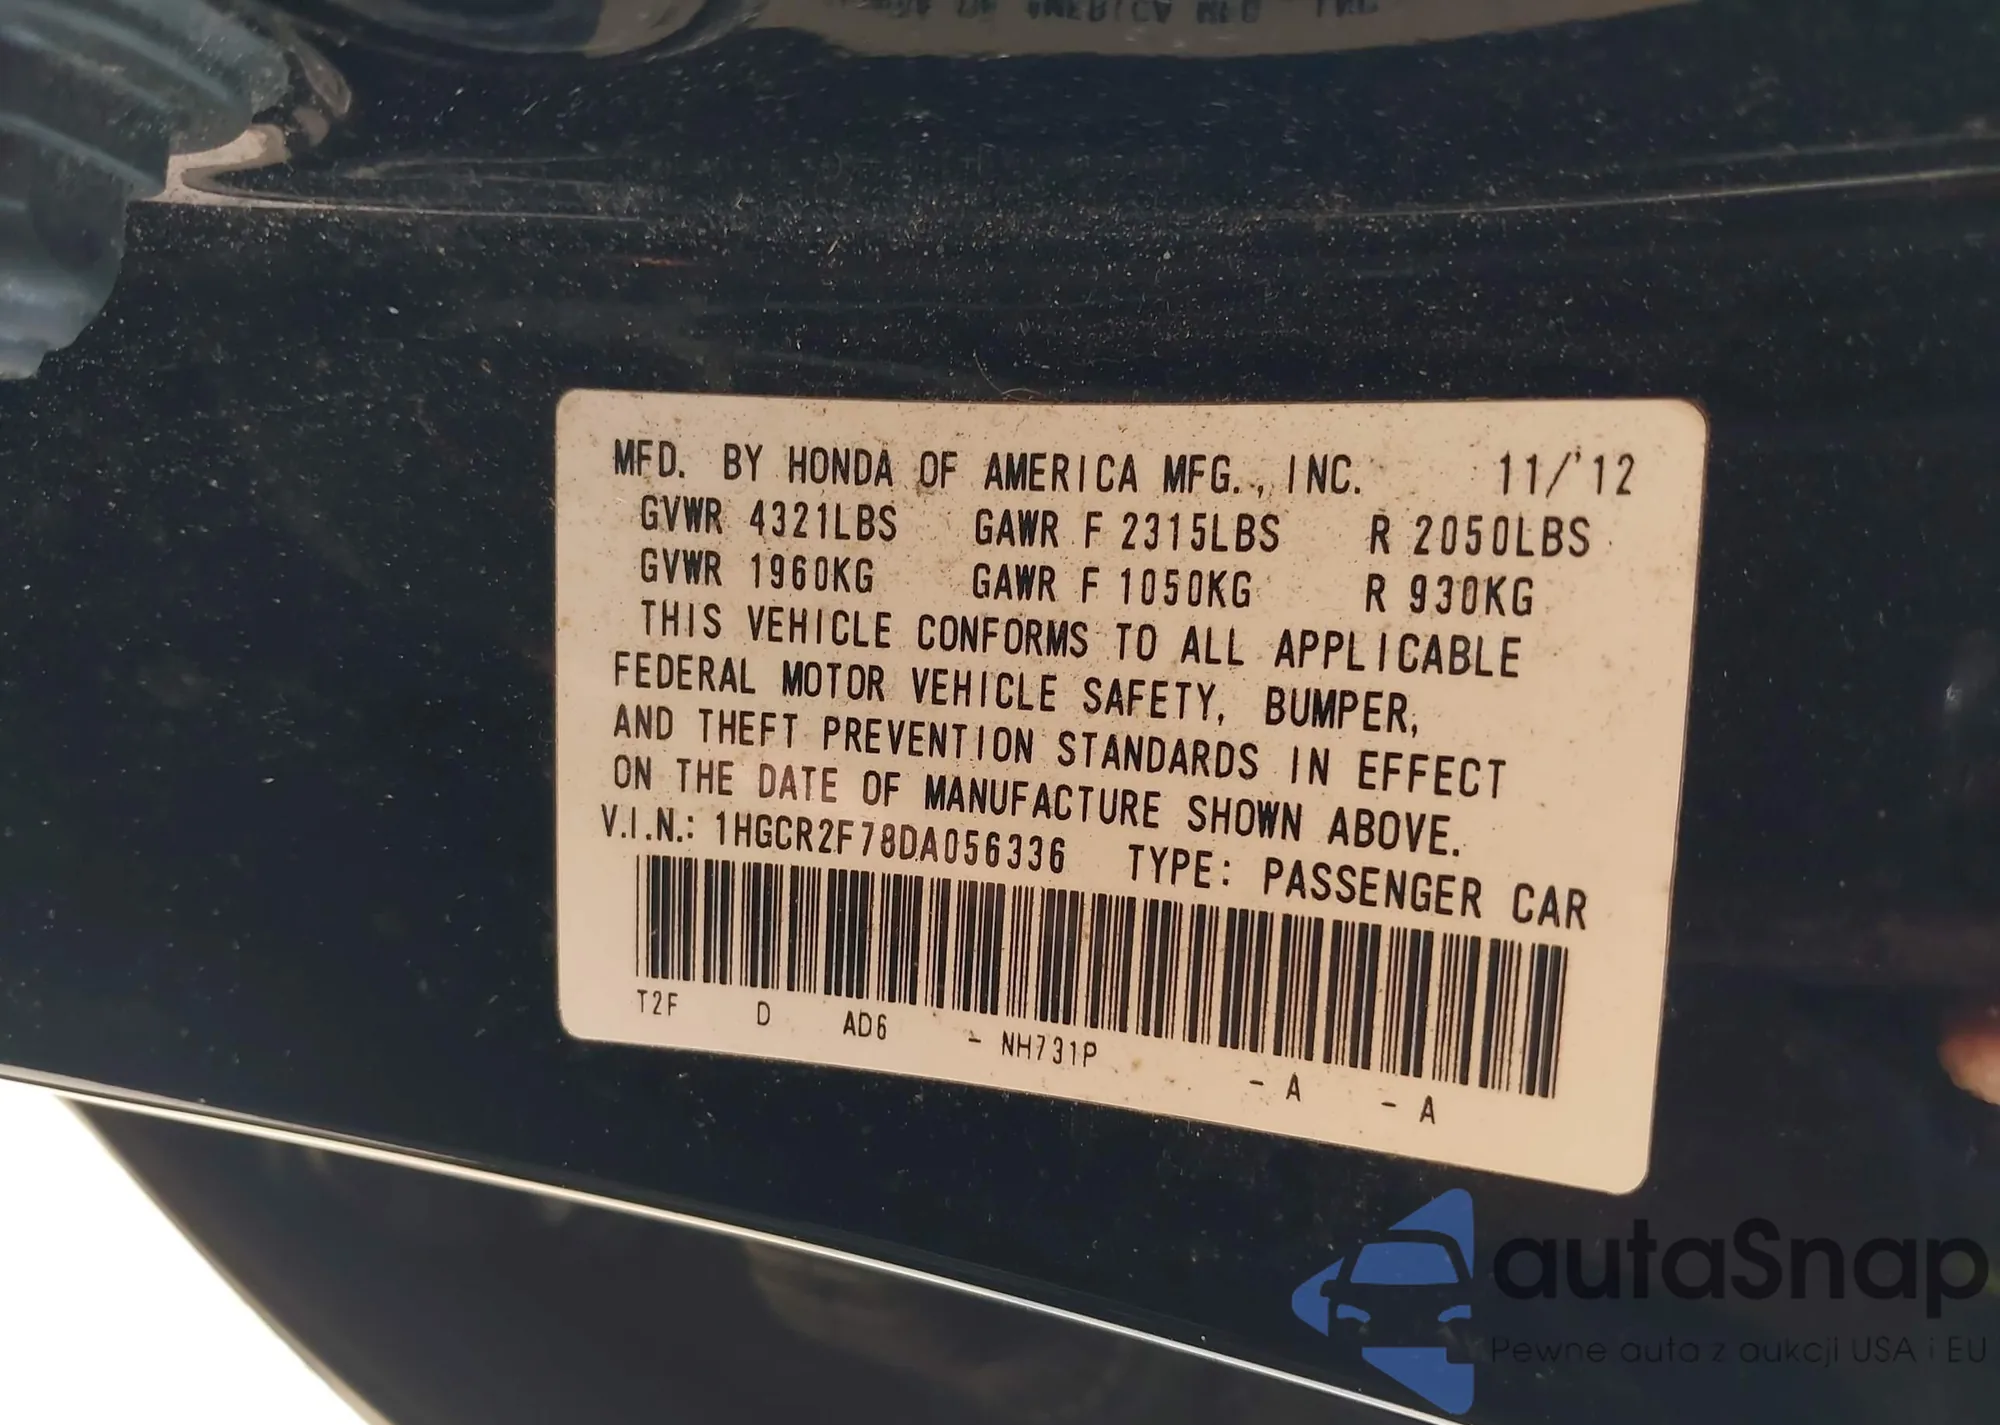 MFD. BY HONDA OF AMERICA MFG., INC. 11/'12
GVWR 4321LBS GAWR F 2315LBS R 2050LBS
GVWR 1960KG GAWR F 1050KG R 930KG
THIS VEHICLE CONFORMS TO ALL APPLICABLE
FEDERAL MOTOR VEHICLE SAFETY, BUMPER,
AND THEFT PREVENTION STANDARDS IN EFFECT
ON THE DATE OF MANUFACTURE SHOWN ABOVE.
V.I.N.: 1HGCR2F78DA056336 TYPE: PASSENGER CAR
T2F D AD6 - NH731P - A - A
autaSnap
Pewne auta z aukcji USA i EU